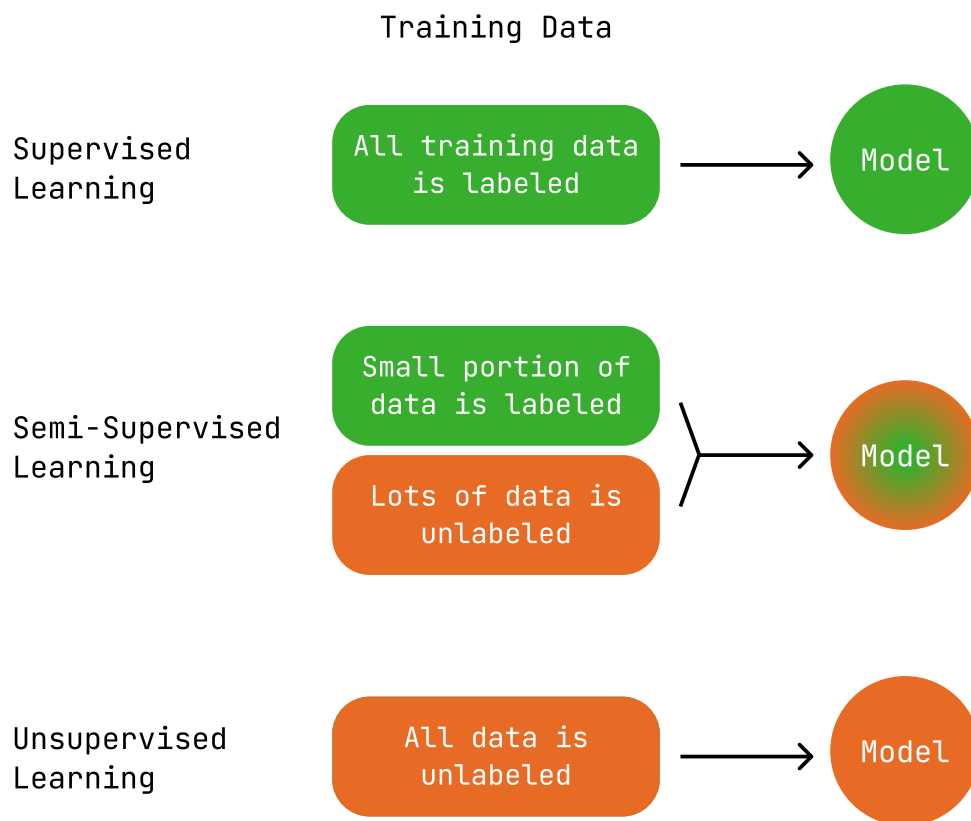 Training Data
Supervised
Learning
All training data
is labeled
Model
Semi-Supervised
Learning
Small portion of
data is labeled
Lots of data is
unlabeled
Model
Unsupervised
Learning
All data is
unlabeled
Model